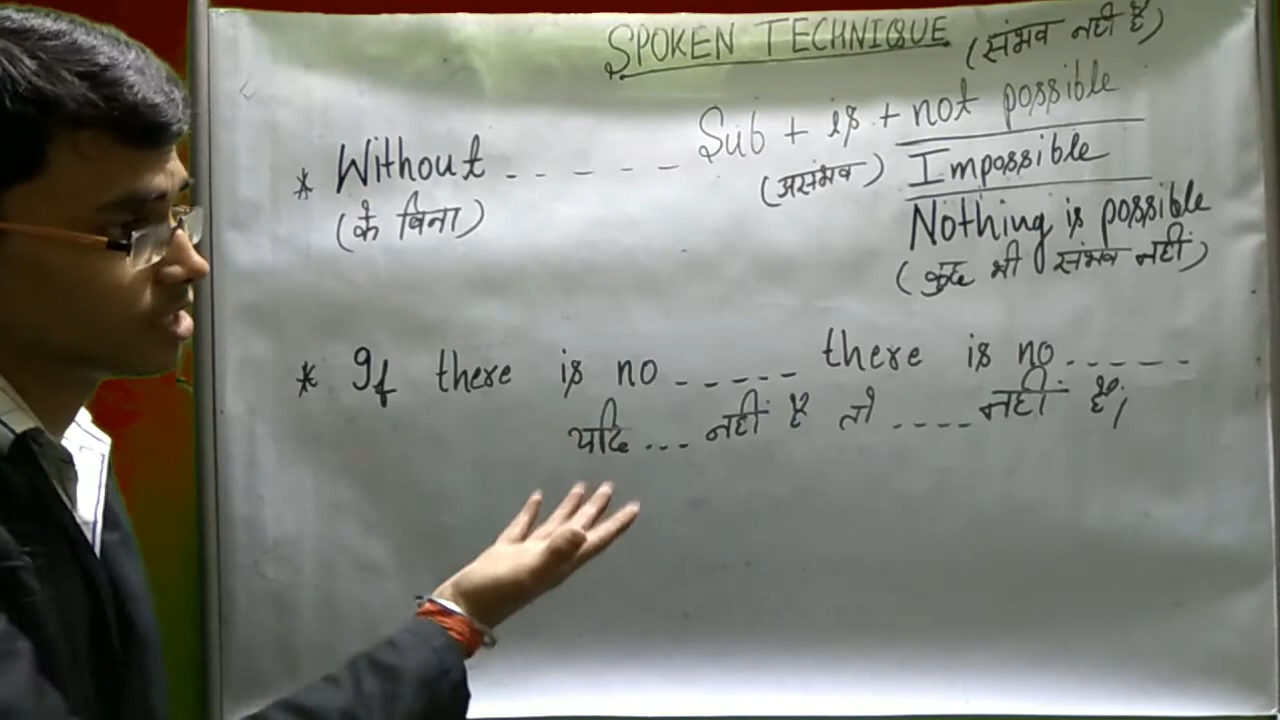 SPOKEN TECHNIQUE (संभव नहीं है)
* Without - - - - - Sub + is + not possible
(के बिना) (असंभव) Impossible
Nothing is possible
(कुछ भी संभव नहीं)
* If there is no - - - - - there is no - - - - -
यदि ... नहीं है तो - - - - नहीं है।